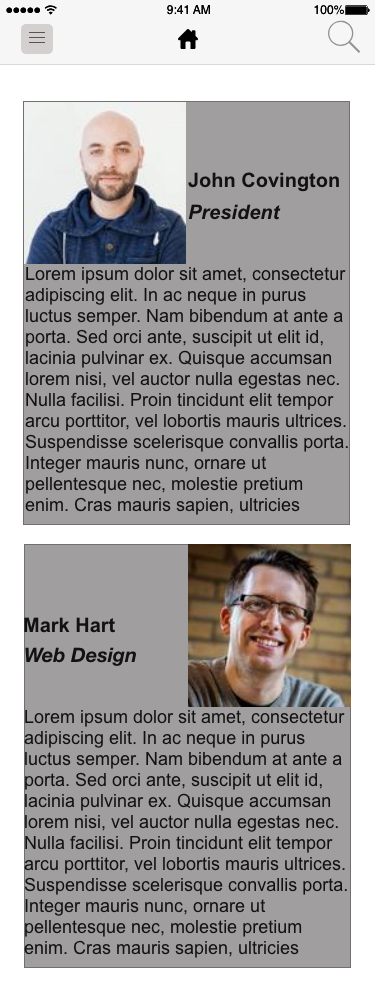 9:41 AM 100%
John Covington
President
Lorem ipsum dolor sit amet, consectetur
adipiscing elit. In ac neque in purus
luctus semper. Nam bibendum at ante a
porta. Sed orci ante, suscipit ut elit id,
lacinia pulvinar ex. Quisque accumsan
lorem nisi, vel auctor nulla egestas nec.
Nulla facilisi. Proin tincidunt elit tempor
arcu porttitor, vel lobortis mauris ultrices.
Suspendisse scelerisque convallis porta.
Integer mauris nunc, ornare ut
pellentesque nec, molestie pretium
enim. Cras mauris sapien, ultricies
Mark Hart
Web Design
Lorem ipsum dolor sit amet, consectetur
adipiscing elit. In ac neque in purus
luctus semper. Nam bibendum at ante a
porta. Sed orci ante, suscipit ut elit id,
lacinia pulvinar ex. Quisque accumsan
lorem nisi, vel auctor nulla egestas nec.
Nulla facilisi. Proin tincidunt elit tempor
arcu porttitor, vel lobortis mauris ultrices.
Suspendisse scelerisque convallis porta.
Integer mauris nunc, ornare ut
pellentesque nec, molestie pretium
enim. Cras mauris sapien, ultricies